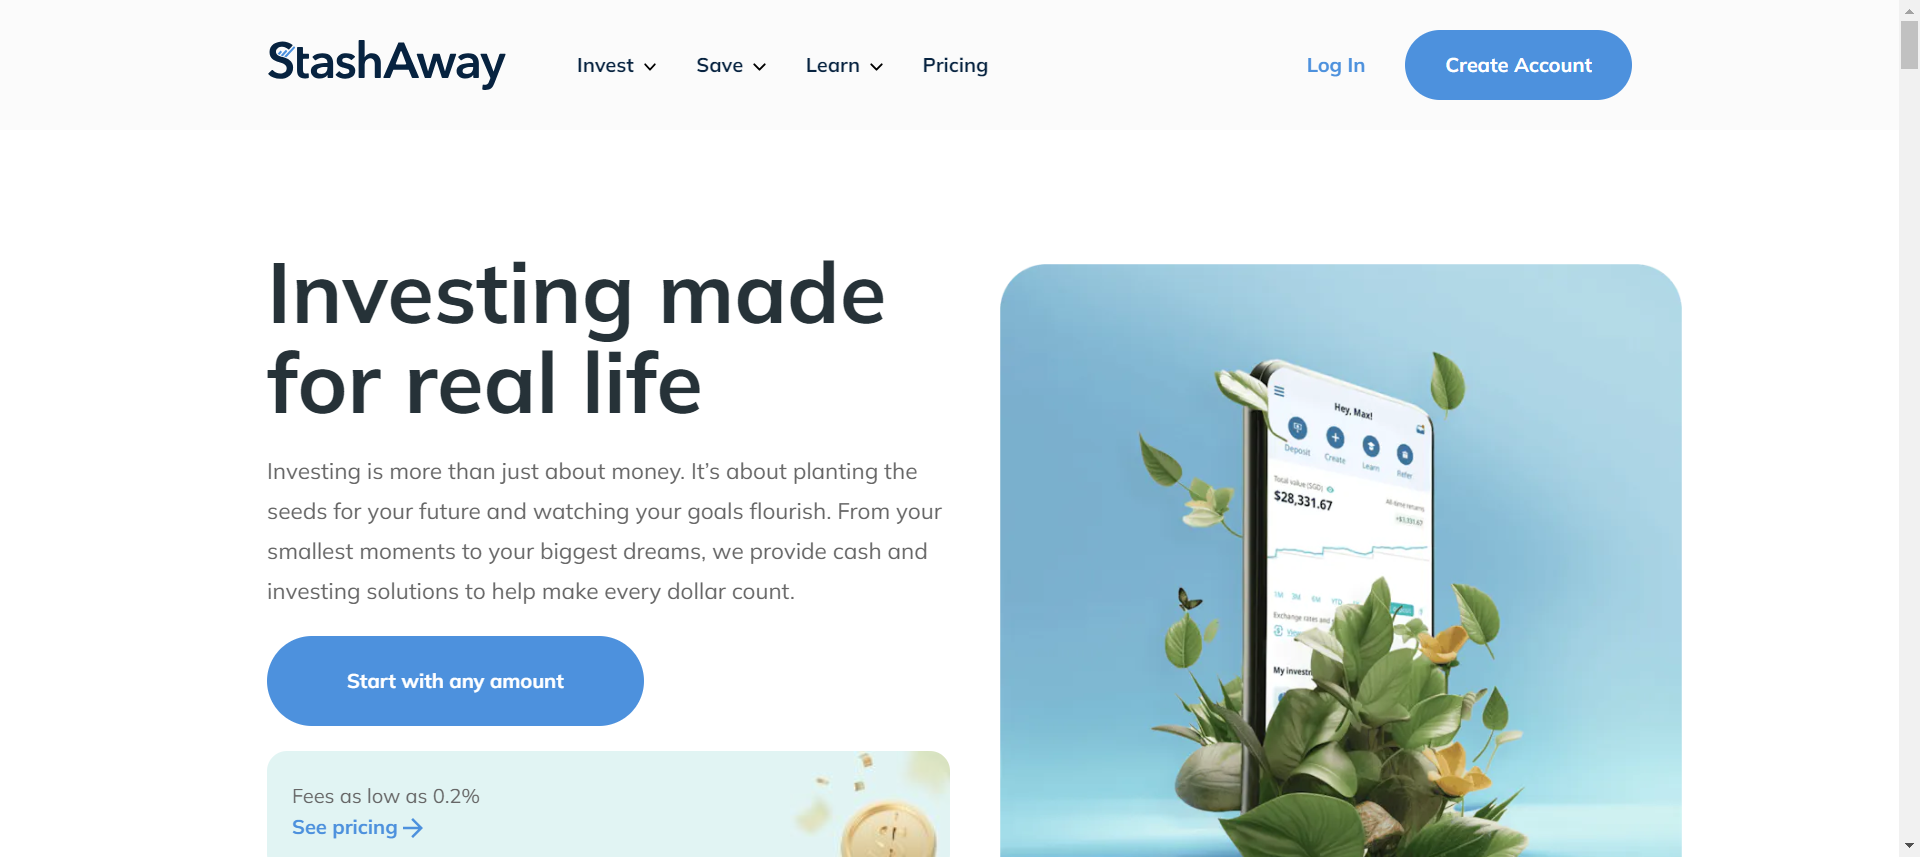 StashAway
Invest
Save
Learn
Pricing
Log In
Create Account
Investing made
for real life
Investing is more than just about money. It’s about planting the
seeds for your future and watching your goals flourish. From your
smallest moments to your biggest dreams, we provide cash and
investing solutions to help make every dollar count.
Start with any amount
Fees as low as 0.2%
See pricing
Hey, Max!
Deposit
Create
Learn
Refer
Total value (SGD)
$28,331.67
All-time returns
+$3,331.67
1M 3M 6M YTD
Exchange rates and
View
My invest